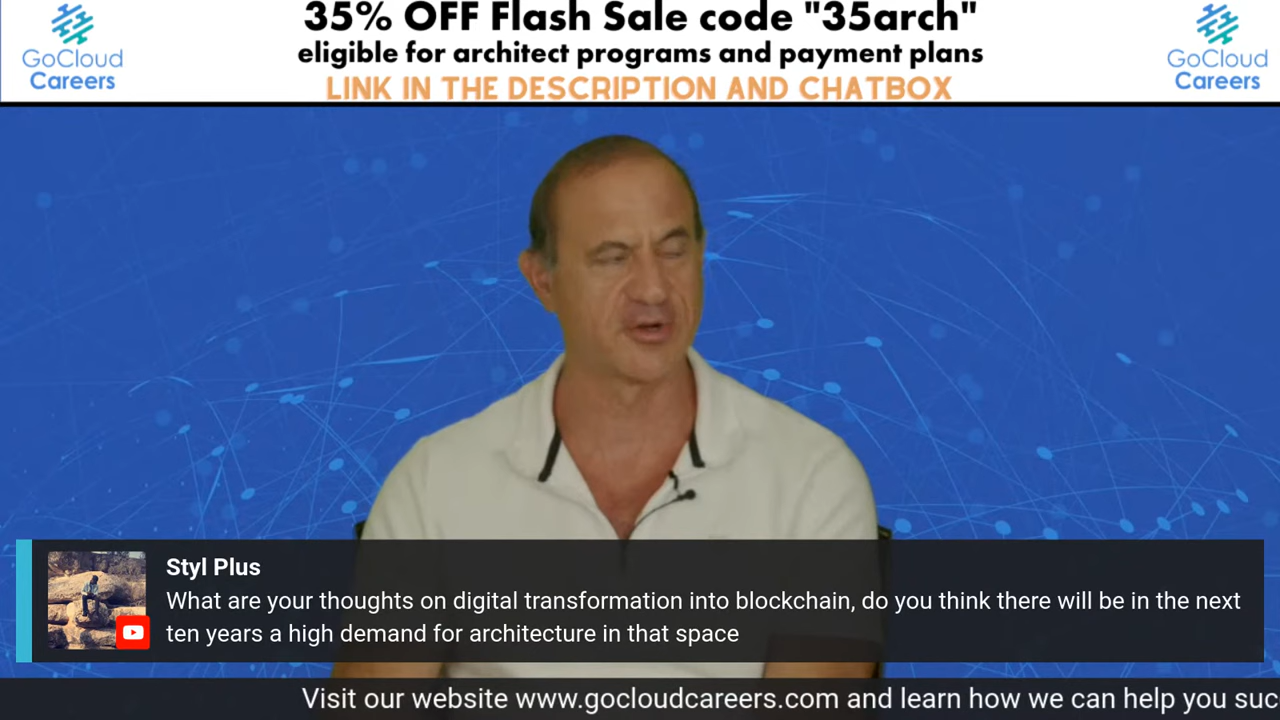 35% OFF Flash Sale code "35arch"
eligible for architect programs and payment plans
LINK IN THE DESCRIPTION AND CHATBOX
GoCloud
Careers
GoCloud
Careers
Styl Plus
What are your thoughts on digital transformation into blockchain, do you think there will be in the next
ten years a high demand for architecture in that space
Visit our website www.gocloudcareers.com and learn how we can help you suc